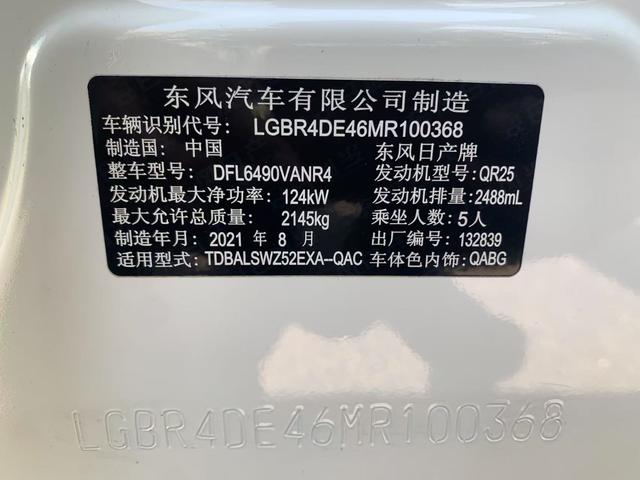 东风汽车有限公司制造
车辆识别代号： LGBR4DE46MR100368
制造国： 中国 东风日产牌
整车型号： DFL6490VANR4 发动机型号： QR25
发动机最大净功率： 124kW 发动机排量： 2488mL
最大允许总质量： 2145kg 乘坐人数： 5人
制造年月： 2021 年 8 月 出厂编号： 132839
适用型式： TDBALSWZ52EXA--QAC 车体色内饰： QABG
LGBR4DE46MR100368